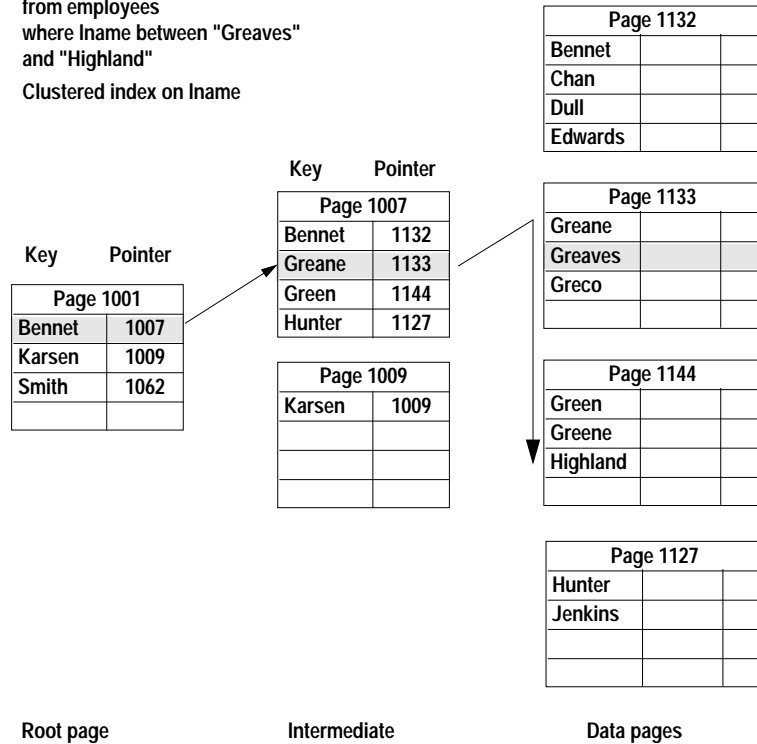 from employees
where lname between "Greaves"
and "Highland"
Clustered index on lname
Key Pointer
Page 1001
Bennet 1007
Karsen 1009
Smith 1062
Key Pointer
Page 1007
Bennet 1132
Greane 1133
Green 1144
Hunter 1127
Page 1009
Karsen 1009
Page 1132
Bennet
Chan
Dull
Edwards
Page 1133
Greane
Greaves
Greco
Page 1144
Green
Greene
Highland
Page 1127
Hunter
Jenkins
Root page Intermediate Data pages